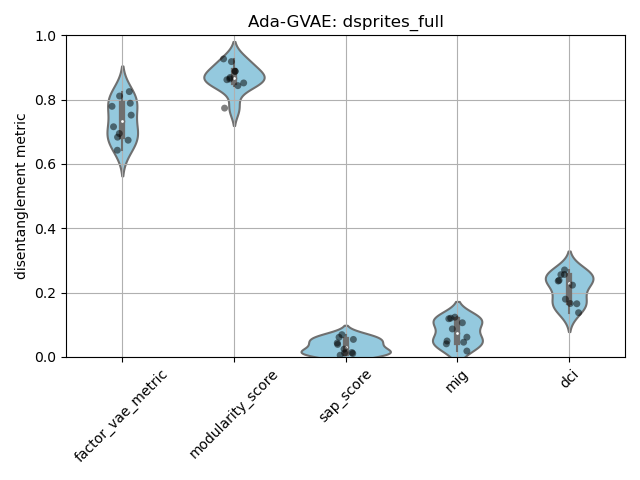 Ada-GVAE: dsprites_full
disentanglement metric
1.0
0.8
0.6
0.4
0.2
0.0
factor_vae_metric
modularity_score
sap_score
mig
dci